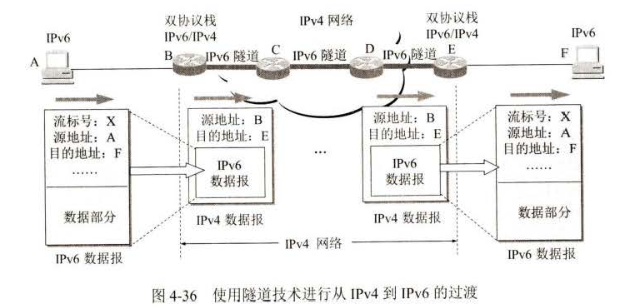 IPv4 网络
双协议栈
IPv6/IPv4
双协议栈
IPv6/IPv4
IPv6
IPv6
A
B
IPv6 隧道
C
IPv6 隧道
D
IPv6 隧道
E
F
流标号：X
源地址：A
目的地址：F
……
数据部分
IPv6 数据报
源地址：B
目的地址：E
IPv6
数据报
IPv4 数据报
…
源地址：B
目的地址：E
IPv6
数据报
IPv4 数据报
流标号：X
源地址：A
目的地址：F
……
数据部分
IPv6 数据报
IPv4 网络
图 4-36 使用隧道技术进行从 IPv4 到 IPv6 的过渡